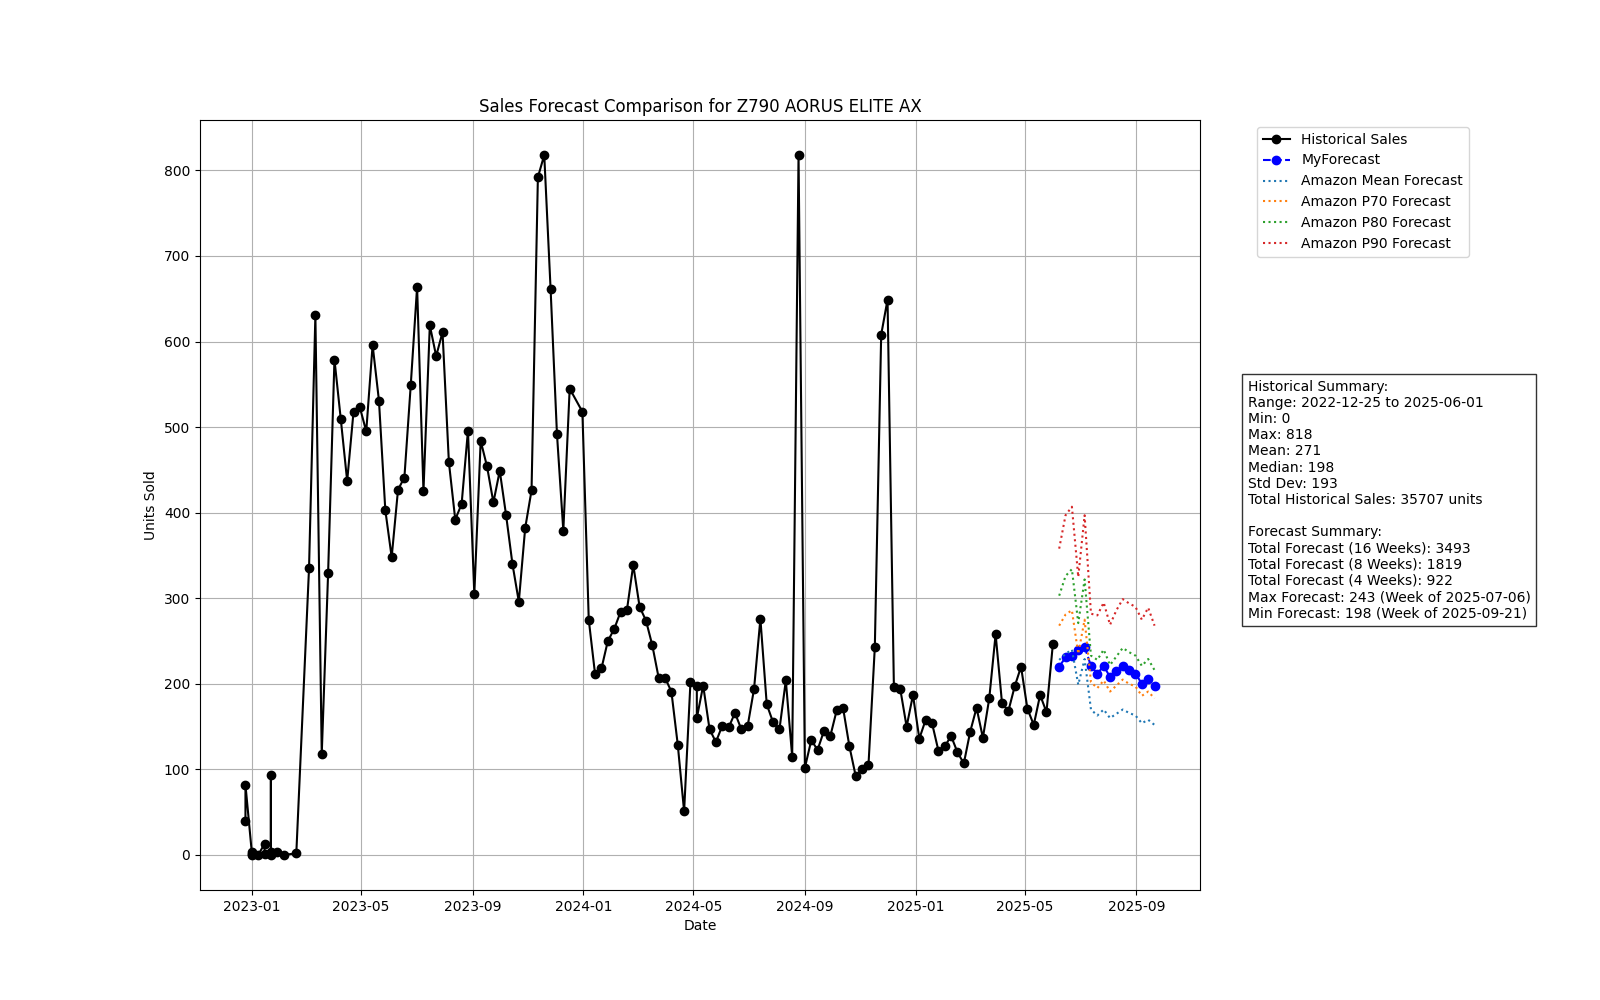 Sales Forecast Comparison for Z790 AORUS ELITE AX
Historical Sales
MyForecast
Amazon Mean Forecast
Amazon P70 Forecast
Amazon P80 Forecast
Amazon P90 Forecast
800
700
600
500
400
300
200
100
0
Units Sold
Historical Summary:
Range: 2022-12-25 to 2025-06-01
Min: 0
Max: 818
Mean: 271
Median: 198
Std Dev: 193
Total Historical Sales: 35707 units
Forecast Summary:
Total Forecast (16 Weeks): 3493
Total Forecast (8 Weeks): 1819
Total Forecast (4 Weeks): 922
Max Forecast: 243 (Week of 2025-07-06)
Min Forecast: 198 (Week of 2025-09-21)
2023-01 2023-05 2023-09 2024-01 2024-05 2024-09 2025-01 2025-05 2025-09
Date